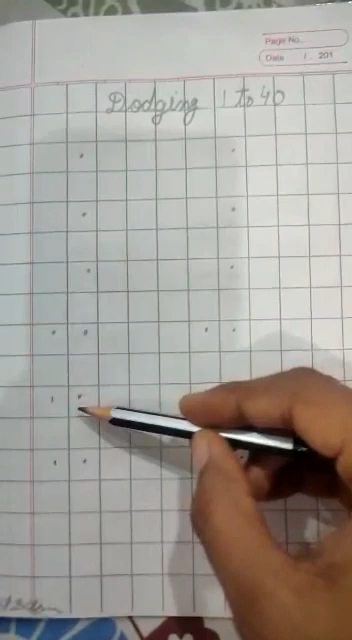 Page No.
Date / 201
Dodging 1 to 40